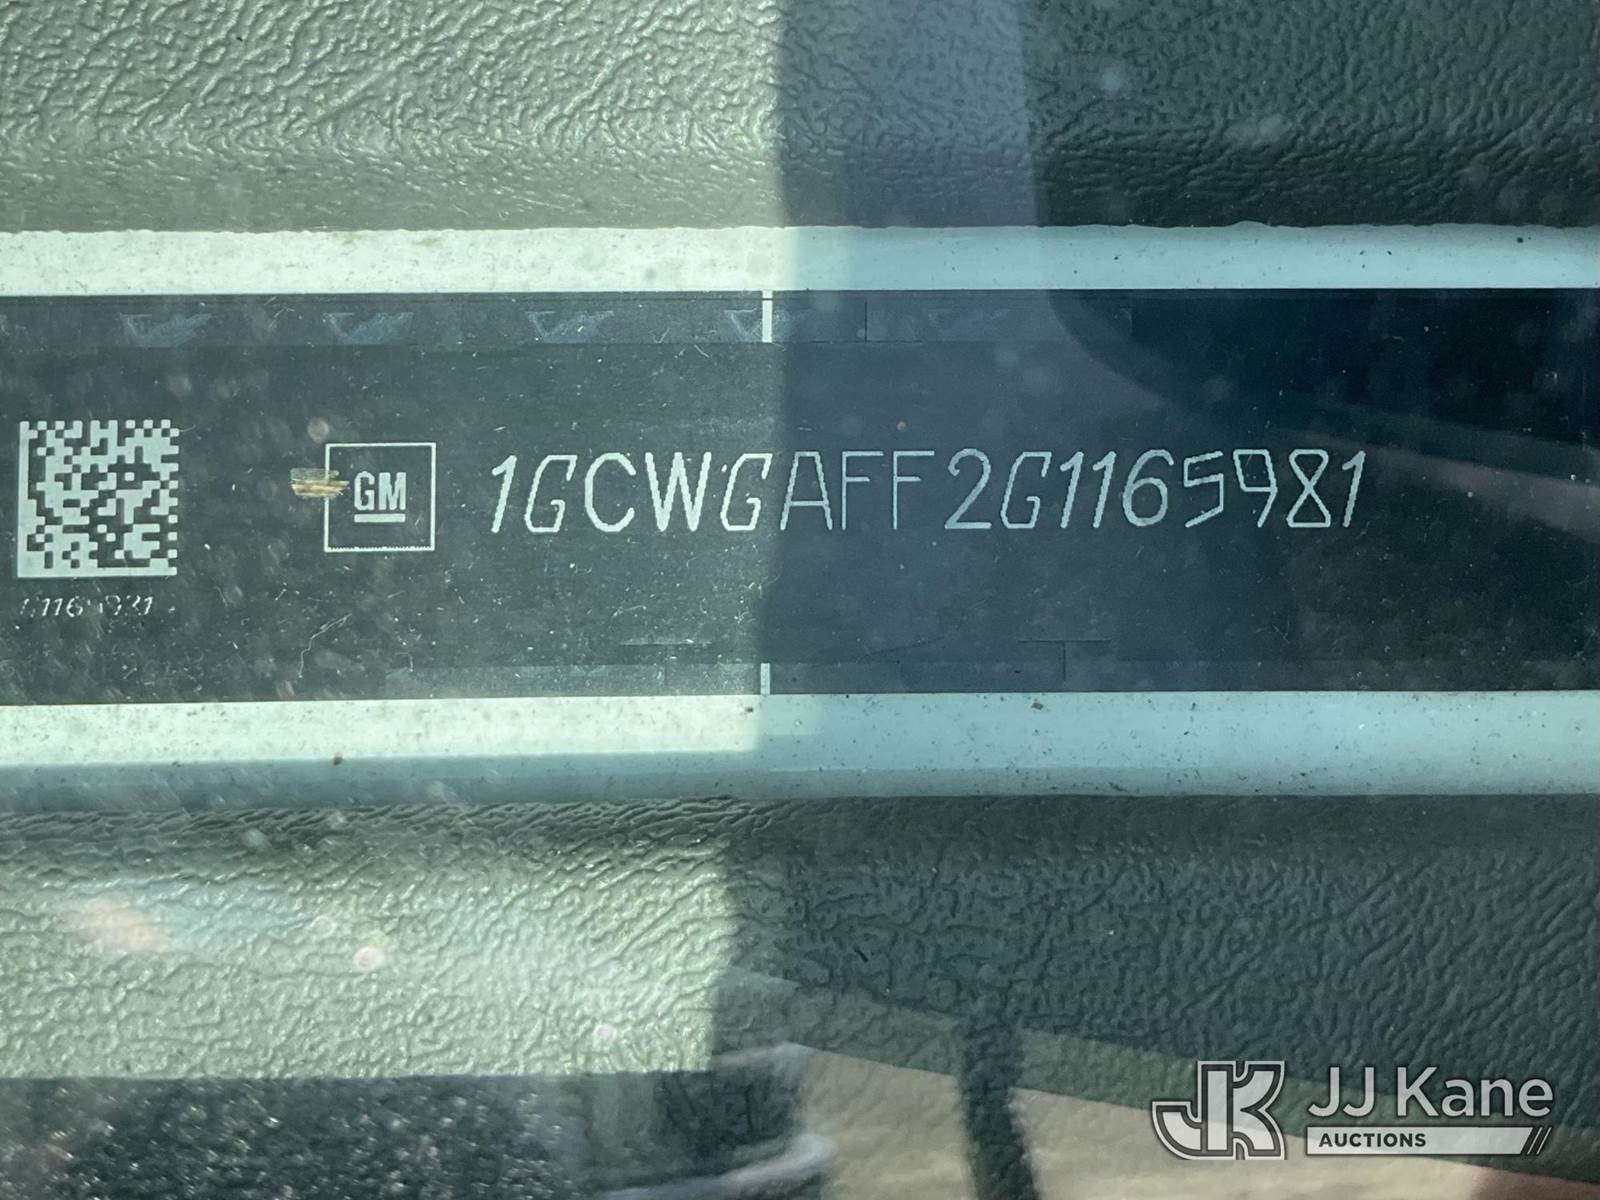 GM 1GCWGAFF2G1165981
JJ Kane
AUCTIONS